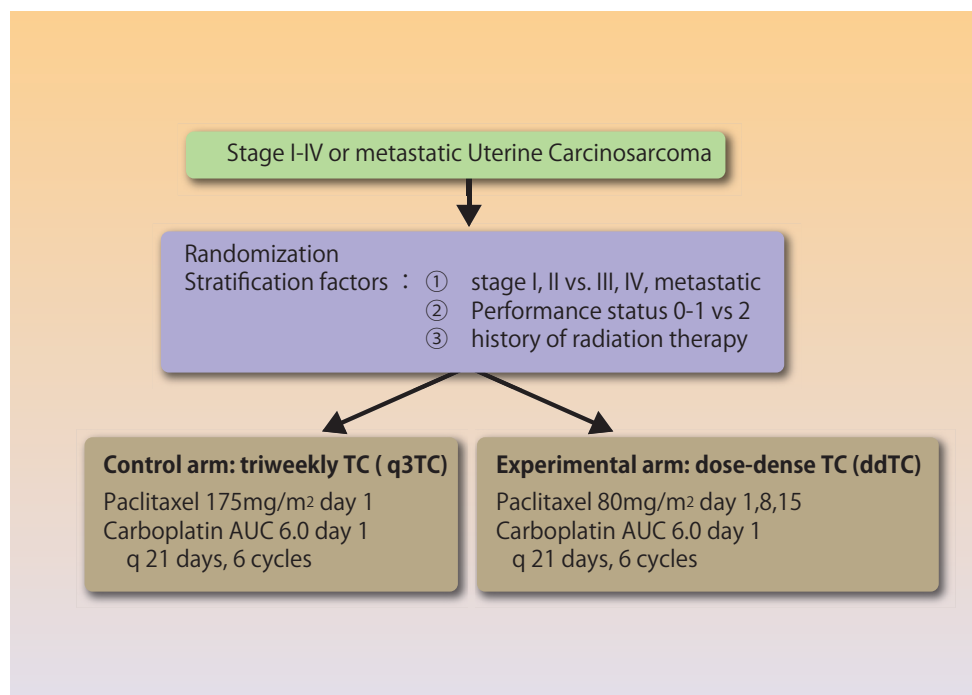 Stage I-IV or metastatic Uterine Carcinosarcoma
Randomization
Stratification factors : ① stage I, II vs. III, IV, metastatic
② Performance status 0-1 vs 2
③ history of radiation therapy
Control arm: triweekly TC ( q3TC)
Paclitaxel 175mg/m2 day 1
Carboplatin AUC 6.0 day 1
q 21 days, 6 cycles
Experimental arm: dose-dense TC (ddTC)
Paclitaxel 80mg/m2 day 1,8,15
Carboplatin AUC 6.0 day 1
q 21 days, 6 cycles